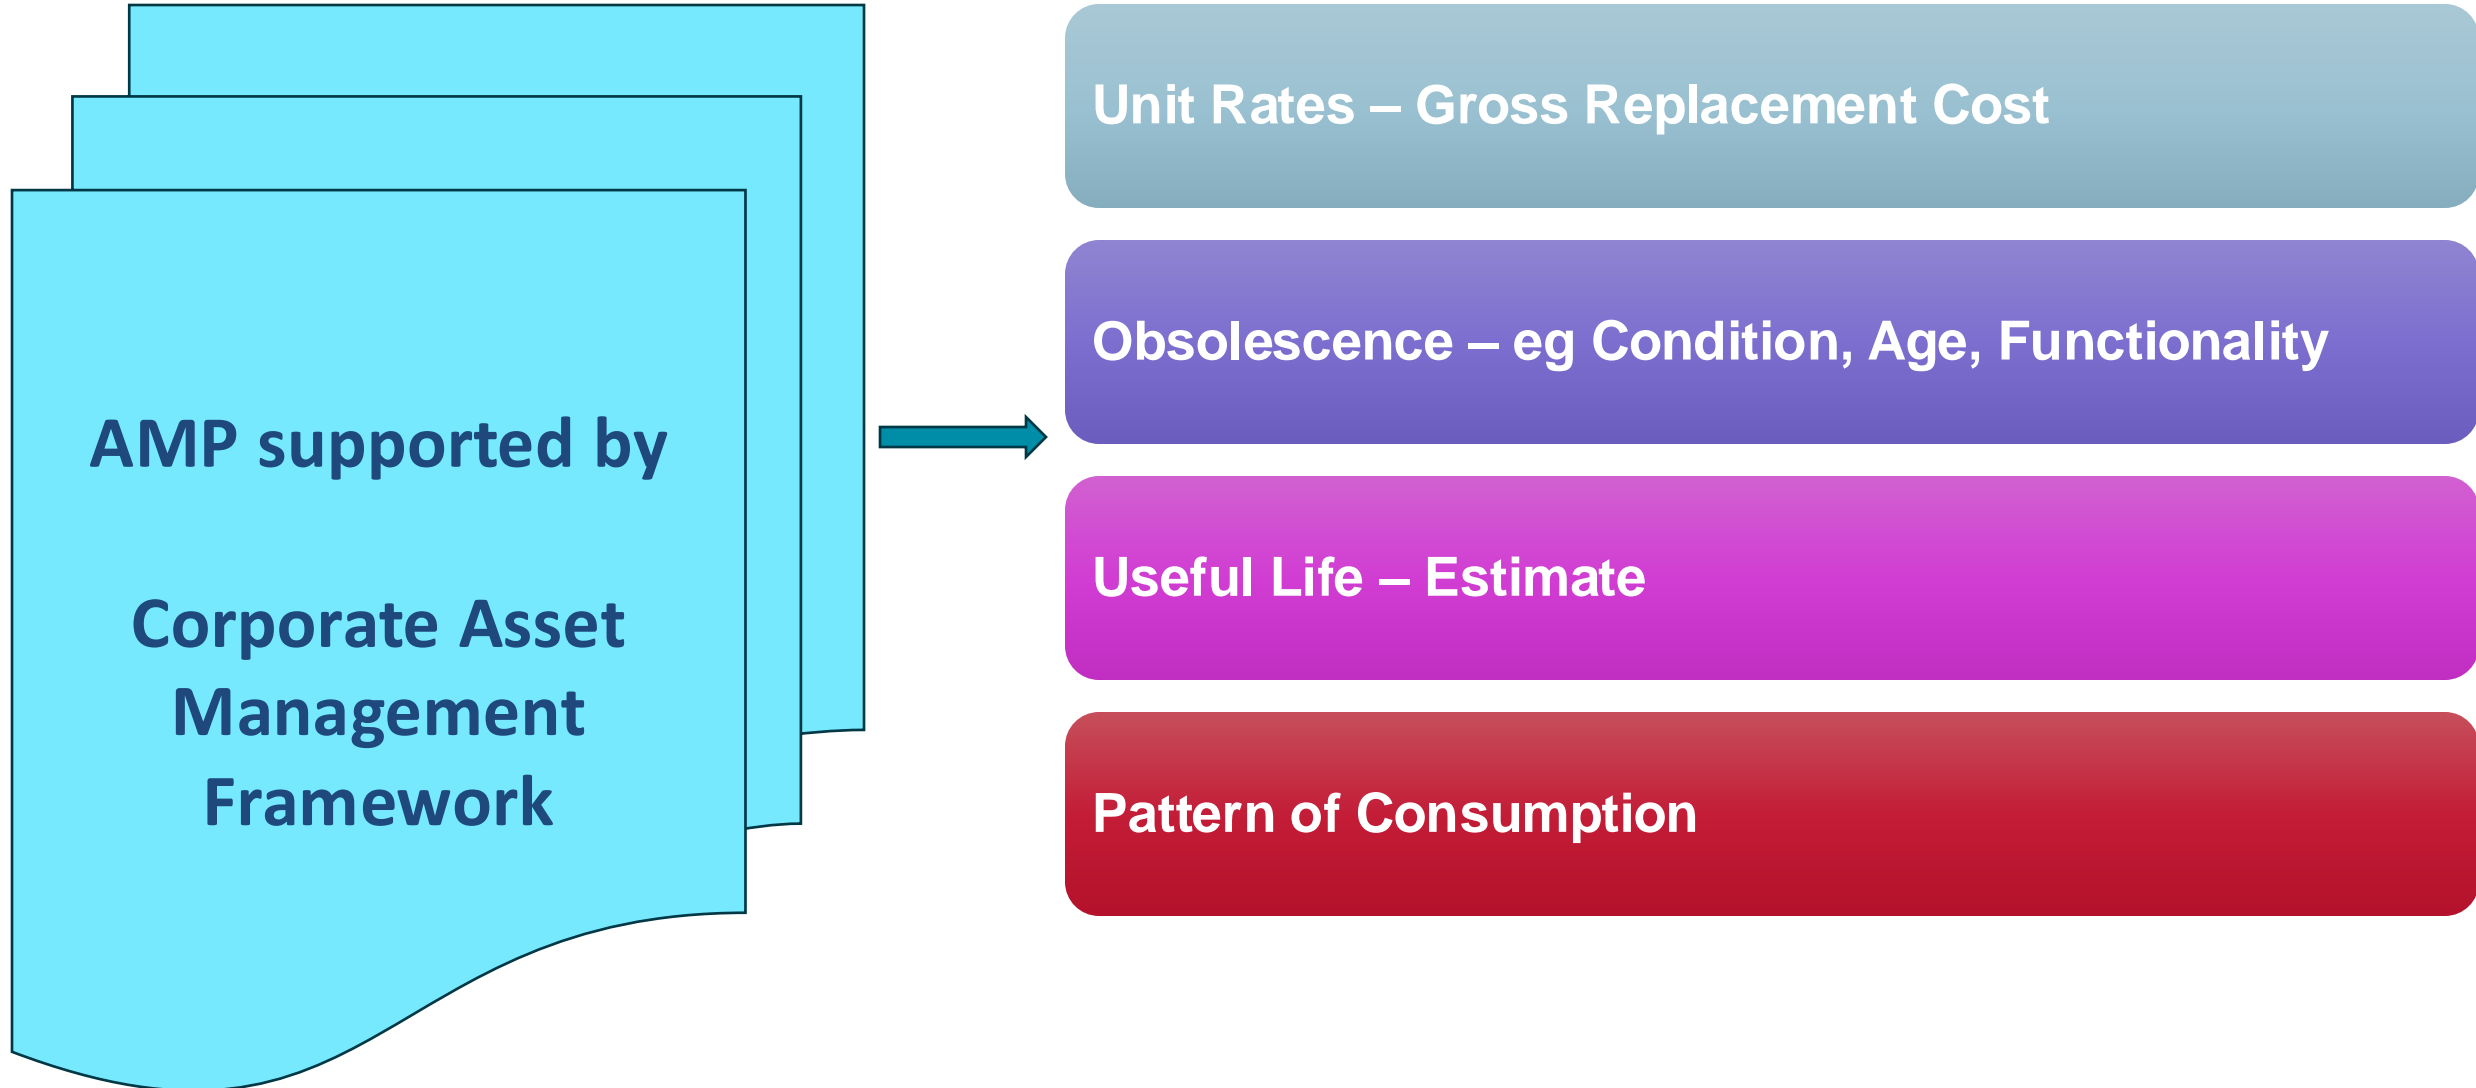 AMP supported by
Corporate Asset
Management
Framework
Unit Rates – Gross Replacement Cost
Obsolescence – eg Condition, Age, Functionality
Useful Life – Estimate
Pattern of Consumption